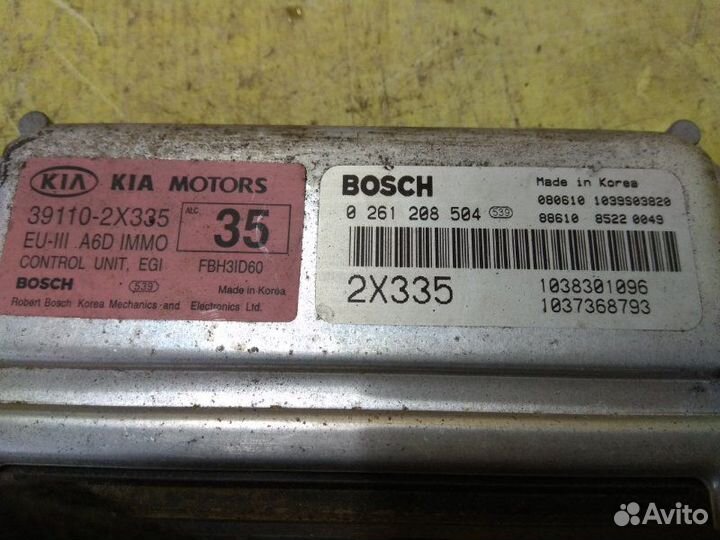 KIA KIA MOTORS
39110-2X335
EU-III A6D IMMO
CONTROL UNIT, EGI
ALC
35
FBH3ID60
BOSCH 539 Made in Korea
Robert Bosch Korea Mechanics and Electronics Ltd.
BOSCH
0 261 208 504 539
Made in Korea
080610 1039S03820
88610 8522 0049
2X335
1038301096
1037368793
Avito